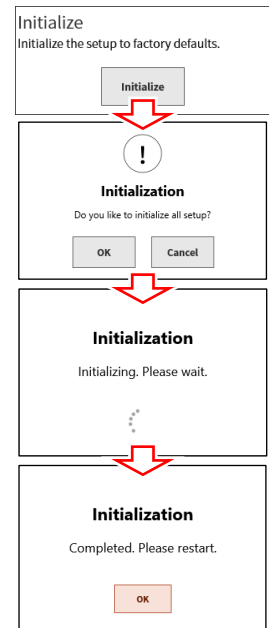 Initialize
Initialize the setup to factory defaults.
Initialize
!
Initialization
Do you like to initialize all setup?
OK Cancel
Initialization
Initializing. Please wait.
Initialization
Completed. Please restart.
OK